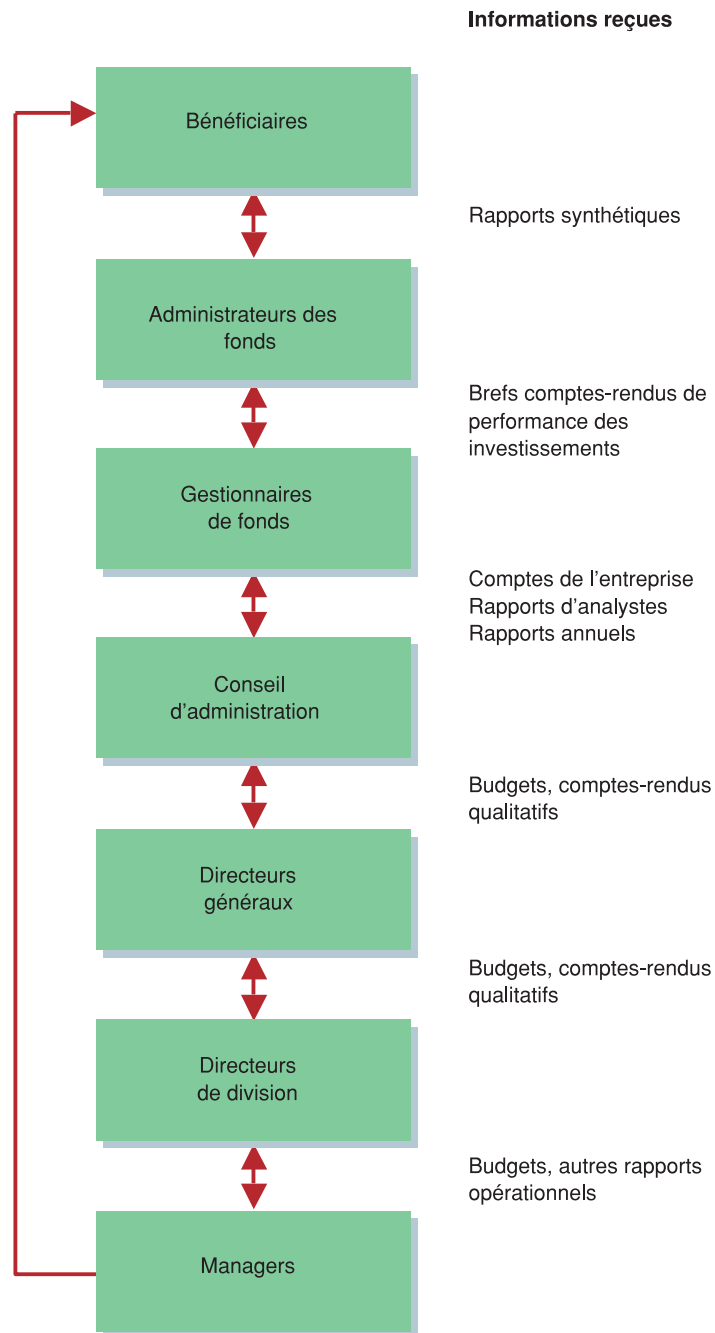 Informations reçues
Bénéficiaires
Rapports synthétiques
Administrateurs des
fonds
Brefs comptes-rendus de
performance des
investissements
Gestionnaires
de fonds
Comptes de l'entreprise
Rapports d'analystes
Rapports annuels
Conseil
d'administration
Budgets, comptes-rendus
qualitatifs
Directeurs
généraux
Budgets, comptes-rendus
qualitatifs
Directeurs
de division
Budgets, autres rapports
opérationnels
Managers